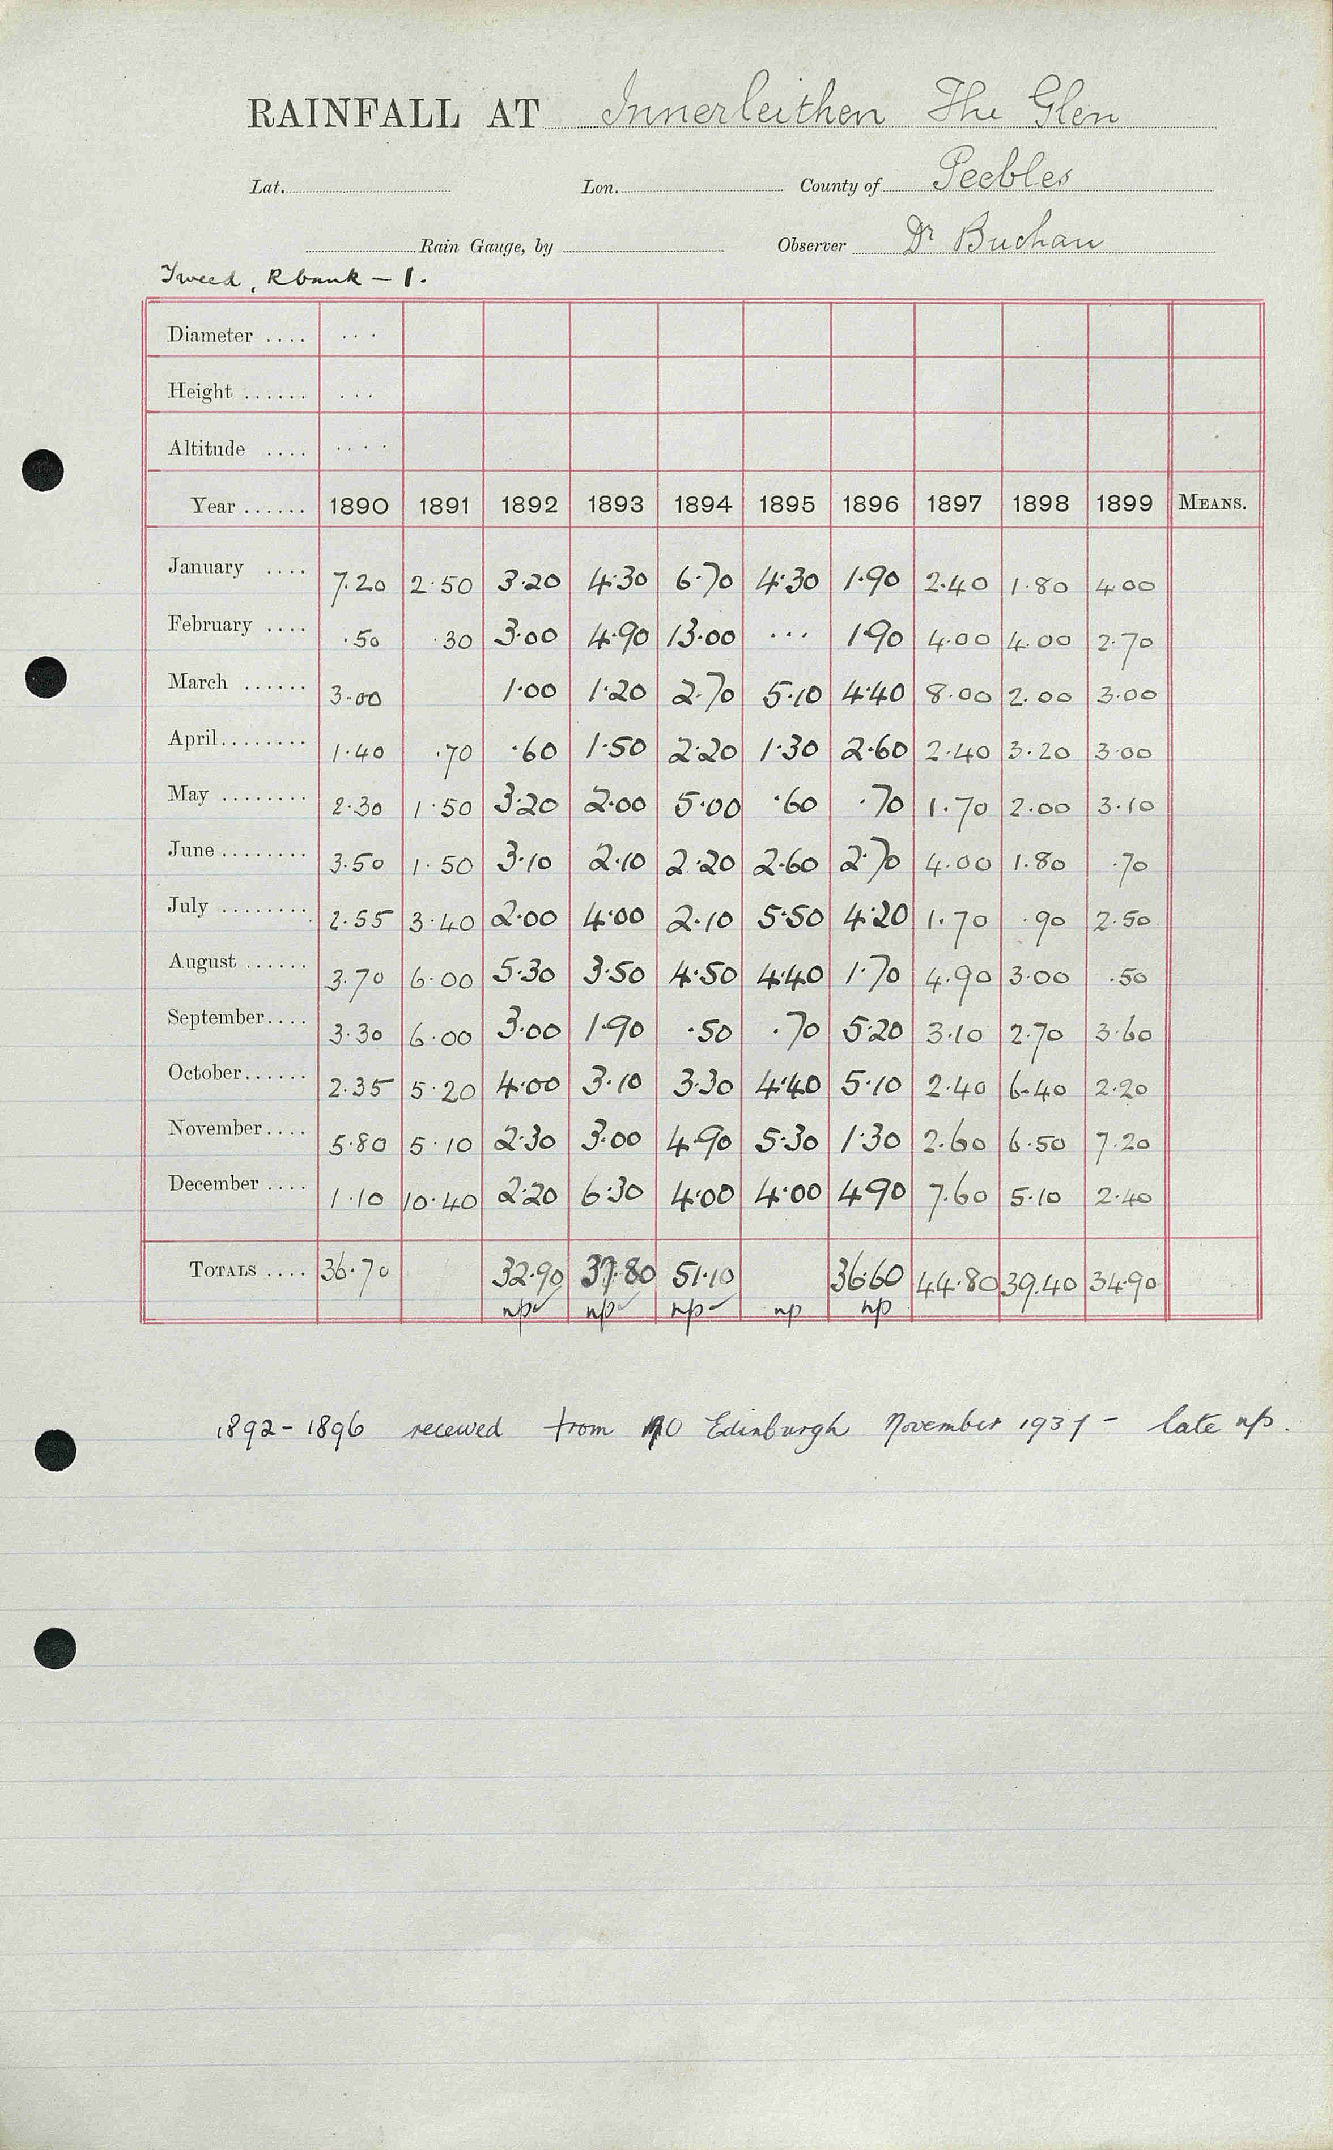 RAINFALL AT Innerleithen The Glen
Lat. Lon. County of Peebles
Rain Gauge, by Observer Dr Buchan
Tweed, R bank - 1.
Diameter .... ...
Height ...... ...
Altitude .... ....
Year ...... 1890 1891 1892 1893 1894 1895 1896 1897 1898 1899 MEANS.
January .... 7.20 2.50 3.20 4.30 6.70 4.30 1.90 2.40 1.80 4.00
February .... .50 .30 3.00 4.90 13.00 ... 1.90 4.00 4.00 2.70
March ...... 3.00 1.00 1.20 2.70 5.10 4.40 8.00 2.00 3.00
April........ 1.40 .70 .60 1.50 2.20 1.30 2.60 2.40 3.20 3.00
May ........ 2.30 1.50 3.20 2.00 5.00 .60 .70 1.70 2.00 3.10
June ........ 3.50 1.50 3.10 2.10 2.20 2.60 2.70 4.00 1.80 .70
July ........ 2.55 3.40 2.00 4.00 2.10 5.50 4.20 1.70 .90 2.50
August ...... 3.70 6.00 5.30 3.50 4.50 4.40 1.70 4.90 3.00 .50
September.... 3.30 6.00 3.00 1.90 .50 .70 5.20 3.10 2.70 3.60
October...... 2.35 5.20 4.00 3.10 3.30 4.40 5.10 2.40 6.40 2.20
November.... 5.80 5.10 2.30 3.00 4.90 5.30 1.30 2.60 6.50 7.20
December .... 1.10 10.40 2.20 6.30 4.00 4.00 4.90 7.60 5.10 2.40
TOTALS .... 36.70 32.90 37.80 51.10 36.60 44.80 39.40 34.90
np✓ np✓ np✓ np np
1892 - 1896 received from MO Edinburgh November 1937 - late np.